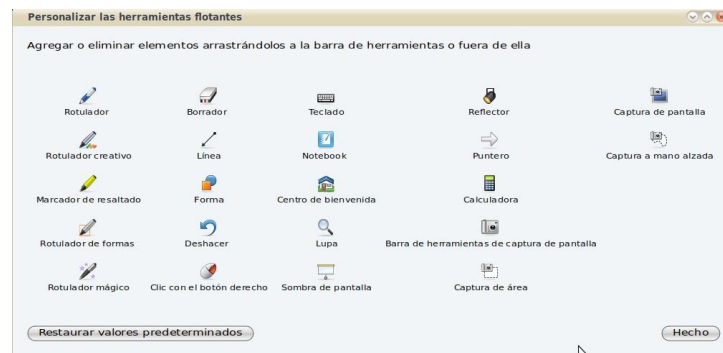 Personalizar las herramientas flotantes
Agregar o eliminar elementos arrastrándolos a la barra de herramientas o fuera de ella
Rotulador
Borrador
Teclado
Reflector
Captura de pantalla
Rotulador creativo
Línea
Notebook
Puntero
Captura a mano alzada
Marcador de resaltado
Forma
Centro de bienvenida
Calculadora
Rotulador de formas
Deshacer
Lupa
Barra de herramientas de captura de pantalla
Rotulador mágico
Clic con el botón derecho
Sombra de pantalla
Captura de área
Restaurar valores predeterminados
Hecho